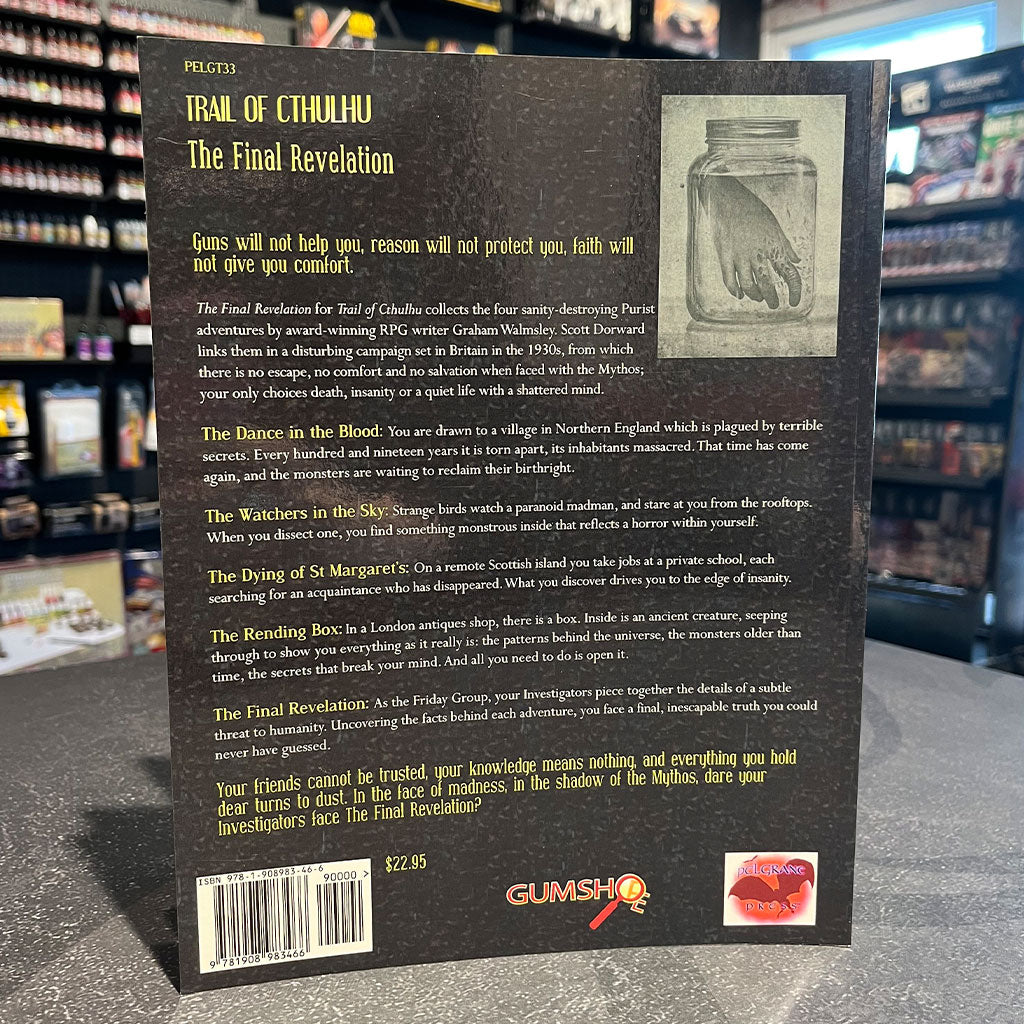 PELGT33
TRAIL OF CTHULHU
The Final Revelation
Guns will not help you, reason will not protect you, faith will
not give you comfort.
The Final Revelation for Trail of Cthulhu collects the four sanity-destroying Purist
adventures by award-winning RPG writer Graham Walmsley. Scott Dorward
links them in a disturbing campaign set in Britain in the 1930s, from which
there is no escape, no comfort and no salvation when faced with the Mythos;
your only choices death, insanity or a quiet life with a shattered mind.
The Dance in the Blood: You are drawn to a village in Northern England which is plagued by terrible
secrets. Every hundred and nineteen years it is torn apart, its inhabitants massacred. That time has come
again, and the monsters are waiting to reclaim their birthright.
The Watchers in the Sky: Strange birds watch a paranoid madman, and stare at you from the rooftops.
When you dissect one, you find something monstrous inside that reflects a horror within yourself.
The Dying of St Margaret's: On a remote Scottish island you take jobs at a private school, each
searching for an acquaintance who has disappeared. What you discover drives you to the edge of insanity.
The Rending Box: In a London antiques shop, there is a box. Inside is an ancient creature, seeping
through to show you everything as it really is: the patterns behind the universe, the monsters older than
time, the secrets that break your mind. And all you need to do is open it.
The Final Revelation: As the Friday Group, your Investigators piece together the details of a subtle
threat to humanity. Uncovering the facts behind each adventure, you face a final, inescapable truth you could
never have guessed.
Your friends cannot be trusted, your knowledge means nothing, and everything you hold
dear turns to dust. In the face of madness, in the shadow of the Mythos, dare your
Investigators face The Final Revelation?
$22.95
ISBN 978-1-908983-46-6
90000 >
9 781908 983466
GUMSHOE
PELGRANE
PRESS